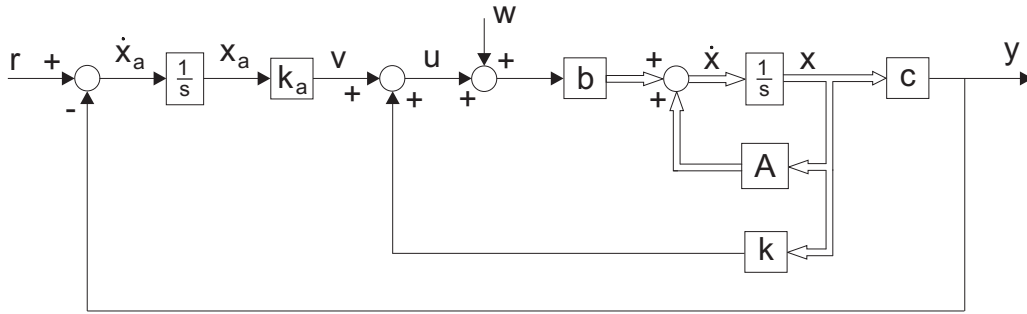 w
r + ẋₐ 1/s xₐ kₐ v u + b + ẋ 1/s x c y
- + + + +
A
k